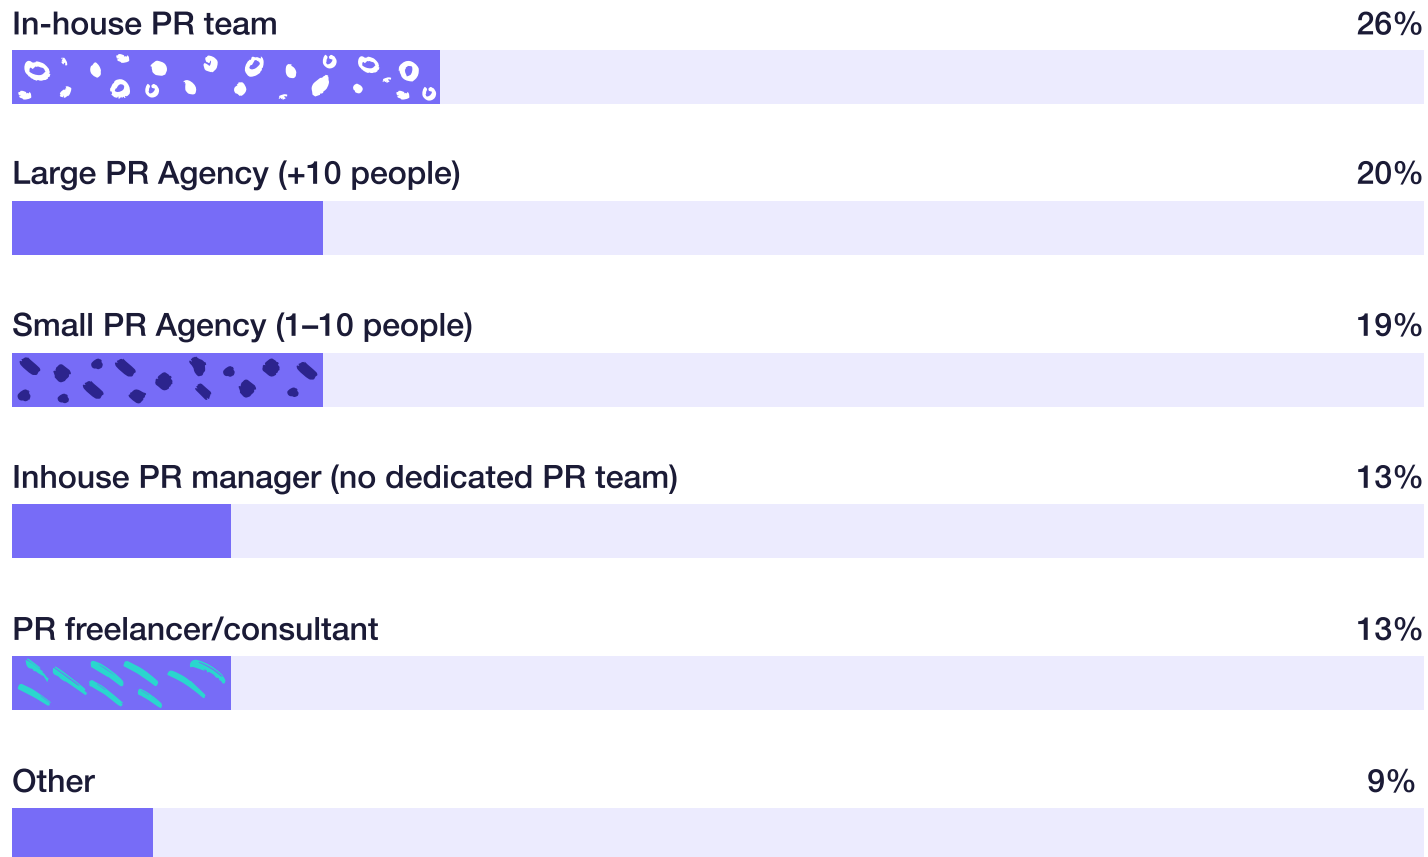 In-house PR team 26%
Large PR Agency (+10 people) 20%
Small PR Agency (1–10 people) 19%
Inhouse PR manager (no dedicated PR team) 13%
PR freelancer/consultant 13%
Other 9%